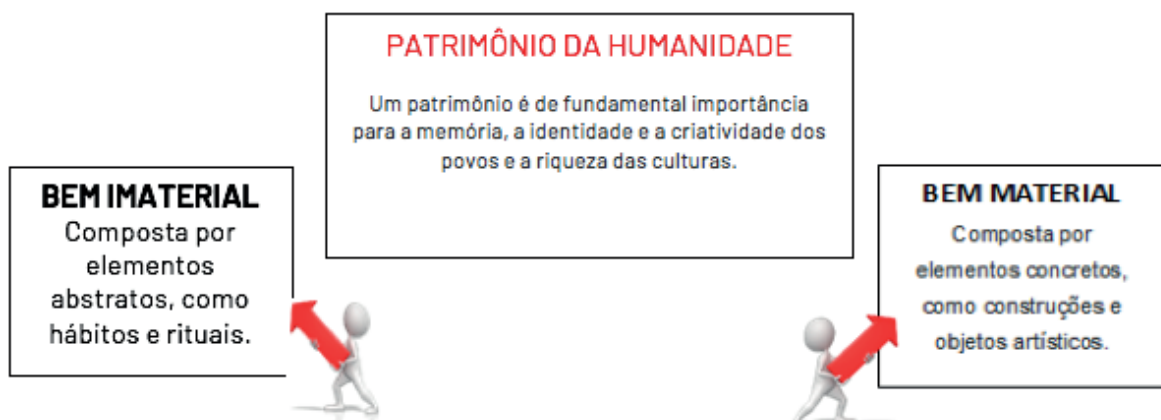 PATRIMÔNIO DA HUMANIDADE
Um patrimônio é de fundamental importância
para a memória, a identidade e a criatividade dos
povos e a riqueza das culturas.
BEM IMATERIAL
Composta por
elementos
abstratos, como
hábitos e rituais.
BEM MATERIAL
Composta por
elementos concretos,
como construções e
objetos artísticos.